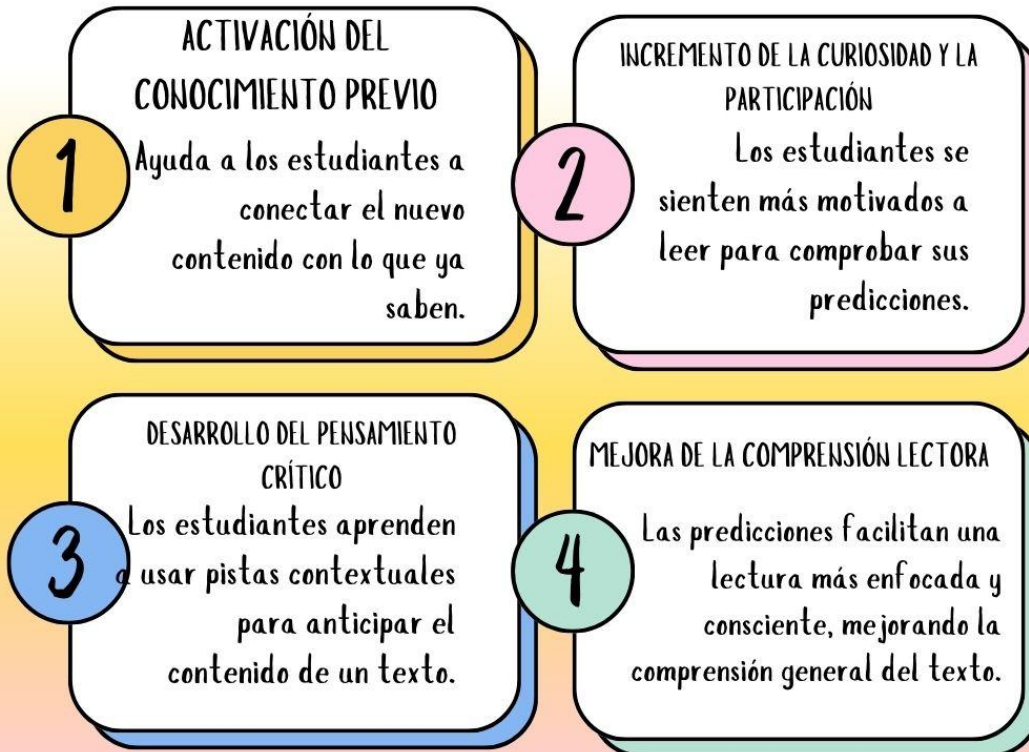 ACTIVACIÓN DEL
CONOCIMIENTO PREVIO
1
Ayuda a los estudiantes a
conectar el nuevo
contenido con lo que ya
saben.
INCREMENTO DE LA CURIOSIDAD Y LA
PARTICIPACIÓN
2
Los estudiantes se
sienten más motivados a
leer para comprobar sus
predicciones.
DESARROLLO DEL PENSAMIENTO
CRÍTICO
3
Los estudiantes aprenden
a usar pistas contextuales
para anticipar el
contenido de un texto.
MEJORA DE LA COMPRENSIÓN LECTORA
4
Las predicciones facilitan una
lectura más enfocada y
consciente, mejorando la
comprensión general del texto.